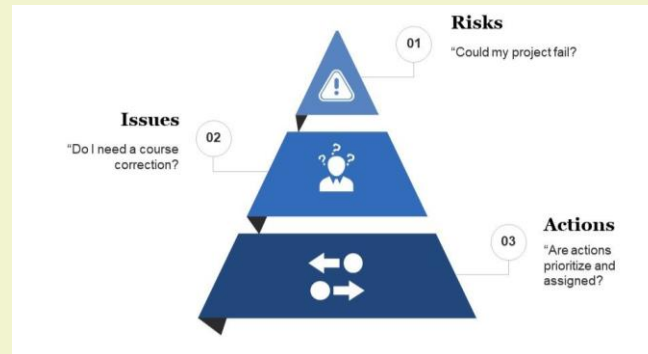 Risks
01
“Could my project fail?
Issues
02
“Do I need a course
correction?
? ? ?
Actions
03
“Are actions
prioritize and
assigned?